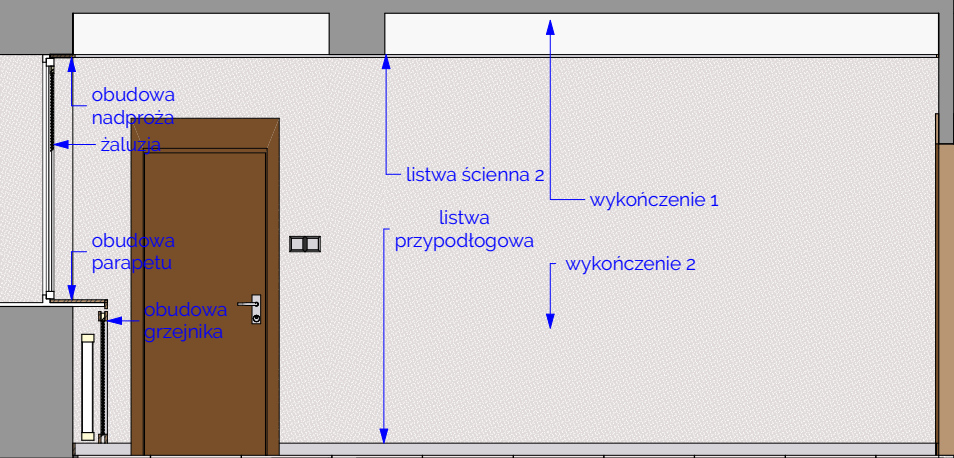 obudowa
nadproża
żaluzja
listwa ścienna 2
wykończenie 1
listwa
przypodłogowa
obudowa
parapetu
wykończenie 2
obudowa
grzejnika